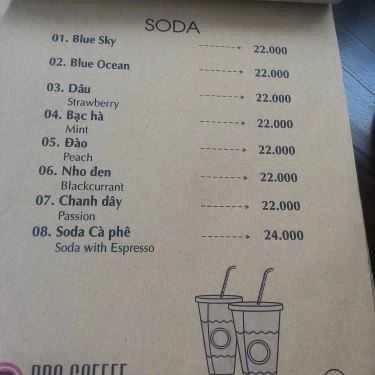 SODA
01. Blue Sky 22.000
02. Blue Ocean 22.000
03. Dâu 22.000
Strawberry
04. Bạc hà 22.000
Mint
05. Đào 22.000
Peach
06. Nho đen 22.000
Blackcurrant
07. Chanh dây 22.000
Passion
08. Soda Cà phê 24.000
Soda with Espresso
COFFEE